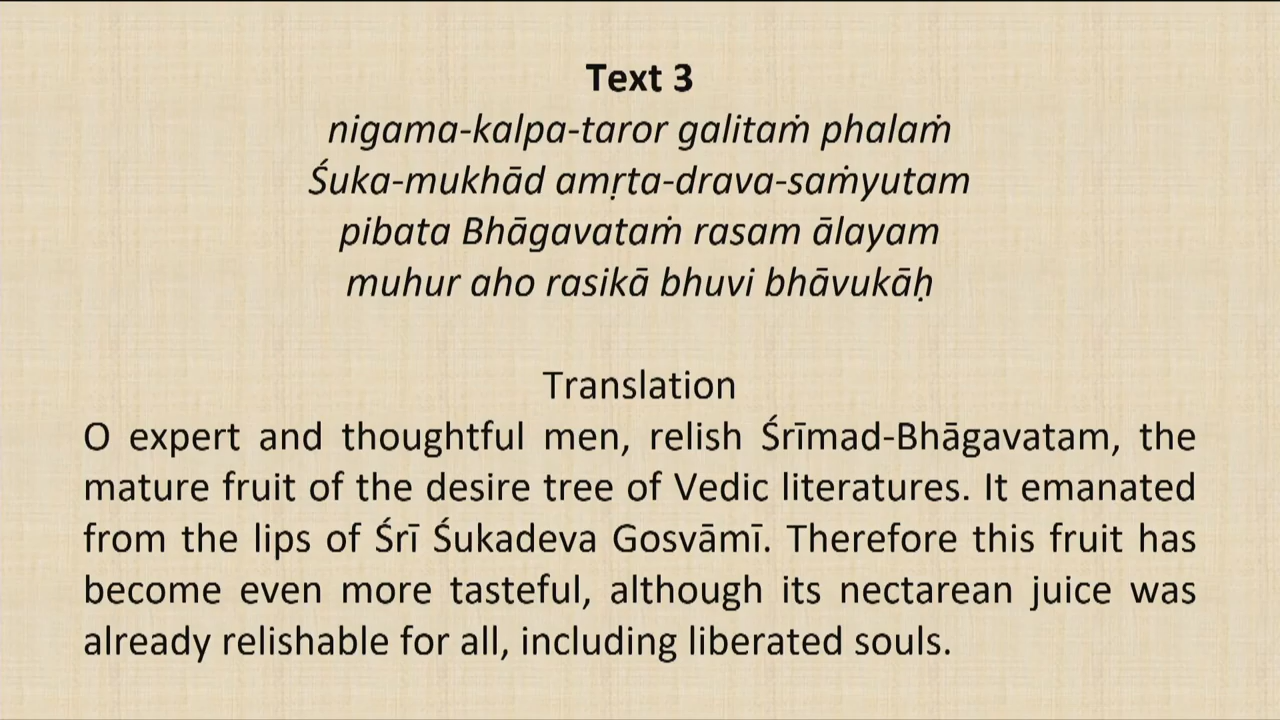 Text 3
nigama-kalpa-taror galitaṁ phalaṁ
Śuka-mukhād amṛta-drava-saṁyutam
pibata Bhāgavataṁ rasam ālayam
muhur aho rasikā bhuvi bhāvukāḥ
Translation
O expert and thoughtful men, relish Śrīmad-Bhāgavatam, the
mature fruit of the desire tree of Vedic literatures. It emanated
from the lips of Śrī Śukadeva Gosvāmī. Therefore this fruit has
become even more tasteful, although its nectarean juice was
already relishable for all, including liberated souls.